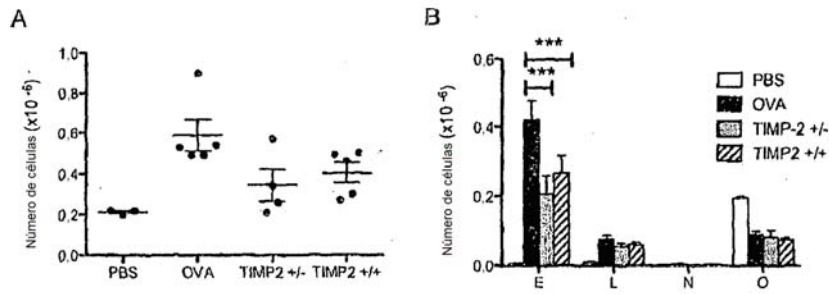 A
Número de células (x10 -6)
1.0
0.8
0.6
0.4
0.2
0.0
PBS OVA TIMP2 +/- TIMP2 +/+
B
Número de células (x10 -6)
0.6
0.4
0.2
0.0
***
***
PBS
OVA
TIMP-2 +/-
TIMP2 +/+
E L N O